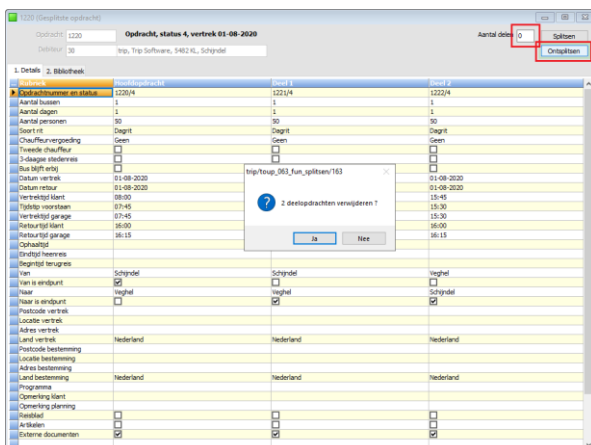 1220 (Gesplitste opdracht)
Opdracht 1220 Opdracht, status 4, vertrek 01-08-2020 Aantal delen 0 Splitsen
Debiteur 30 trip, Trip Software, 5482 KL, Schijndel Ontsplitsen
1. Details 2. Bibliotheek
Rubriek Hoofdopdracht Deel 1 Deel 2
Opdrachtnummer en status 1220/4 1221/4 1222/4
Aantal bussen 1 1 1
Aantal dagen 1 1 1
Aantal personen 50 50 50
Soort rit Dagrit Dagrit Dagrit
Chauffeurvergoeding Geen Geen Geen
Tweede chauffeur
3-daagse stedenreis
Bus blijft erbij
Datum vertrek 01-08-2020 01-08-2020
Datum retour 01-08-2020 01-08-2020
Vertrektijd klant 08:00 15:45
Tijdstip voorstaan 07:45 15:30
Vertrektijd garage 07:45 15:30
Retourtijd klant 16:00 16:00
Retourtijd garage 16:15 16:15
trip/toup_063_fun_splitsen/163
2 deelopdrachten verwijderen ?
Ja Nee
Ophaaltijd
Eindtijd heenreis
Begintijd terugreis
Van Schijndel Schijndel Veghel
Van is eindpunt
Naar Veghel Veghel Schijndel
Naar is eindpunt
Postcode vertrek
Locatie vertrek
Adres vertrek
Land vertrek Nederland Nederland Nederland
Postcode bestemming
Locatie bestemming
Adres bestemming
Land bestemming Nederland Nederland Nederland
Programma
Opmerking klant
Opmerking planning
Reisblad
Artikelen
Externe documenten